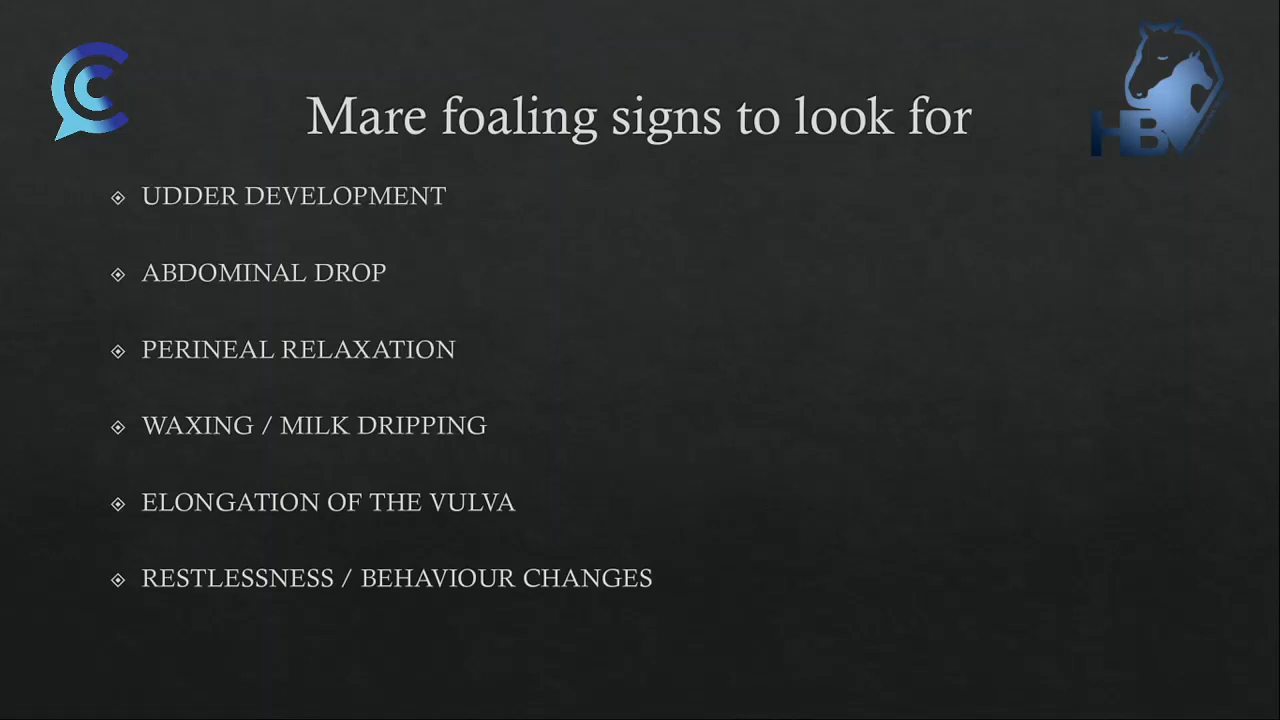 Mare foaling signs to look for
HBV
UDDER DEVELOPMENT
ABDOMINAL DROP
PERINEAL RELAXATION
WAXING / MILK DRIPPING
ELONGATION OF THE VULVA
RESTLESSNESS / BEHAVIOUR CHANGES